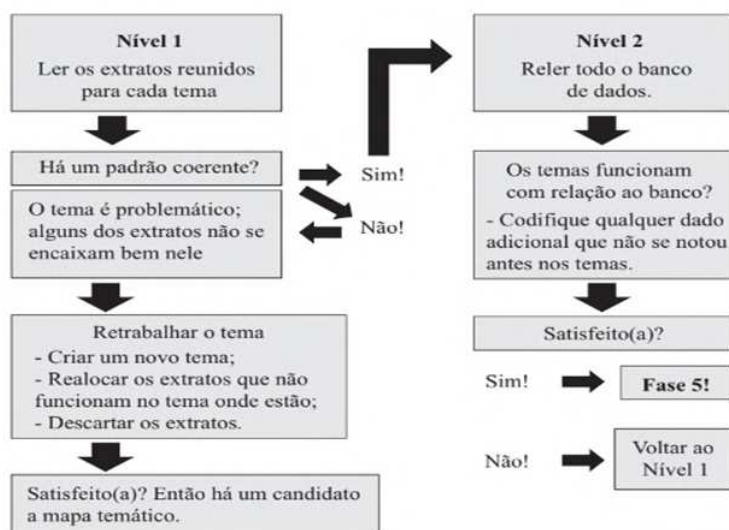 Nível 1
Ler os extratos reunidos
para cada tema
Há um padrão coerente?
Sim!
Não!
O tema é problemático;
alguns dos extratos não se
encaixam bem nele
Retrabalhar o tema
- Criar um novo tema;
- Realocar os extratos que não
funcionam no tema onde estão;
- Descartar os extratos.
Satisfeito(a)? Então há um candidato
a mapa temático.
Nível 2
Reler todo o banco
de dados.
Os temas funcionam
com relação ao banco?
- Codifique qualquer dado
adicional que não se notou
antes nos temas.
Satisfeito(a)?
Sim!
Fase 5!
Não!
Voltar ao
Nível 1